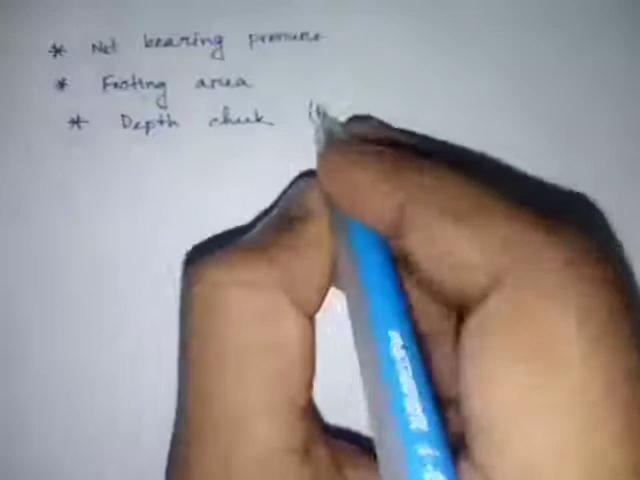 * Net bearing pressure
* Footing area
* Depth check (